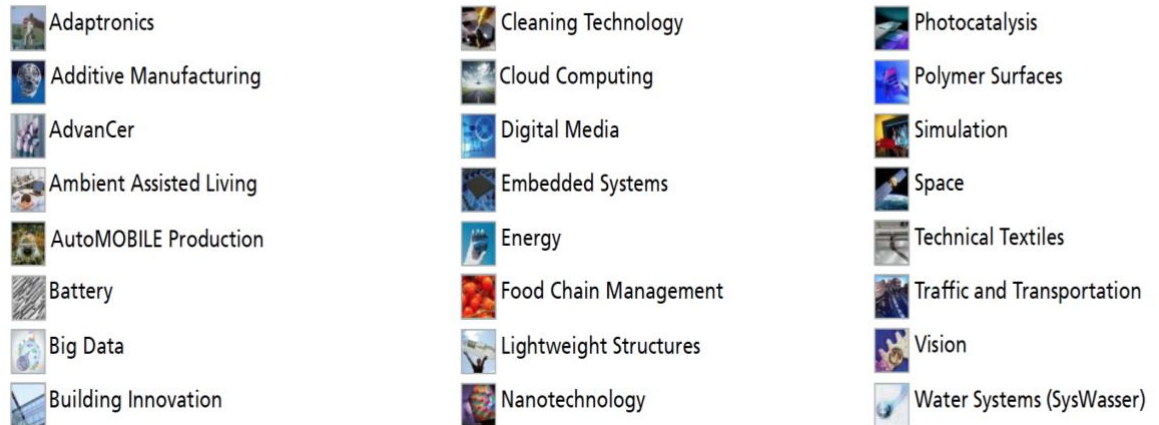 Adaptronics
Additive Manufacturing
AdvanCer
Ambient Assisted Living
AutoMOBILE Production
Battery
Big Data
Building Innovation
Cleaning Technology
Cloud Computing
Digital Media
Embedded Systems
Energy
Food Chain Management
Lightweight Structures
Nanotechnology
Photocatalysis
Polymer Surfaces
Simulation
Space
Technical Textiles
Traffic and Transportation
Vision
Water Systems (SysWasser)